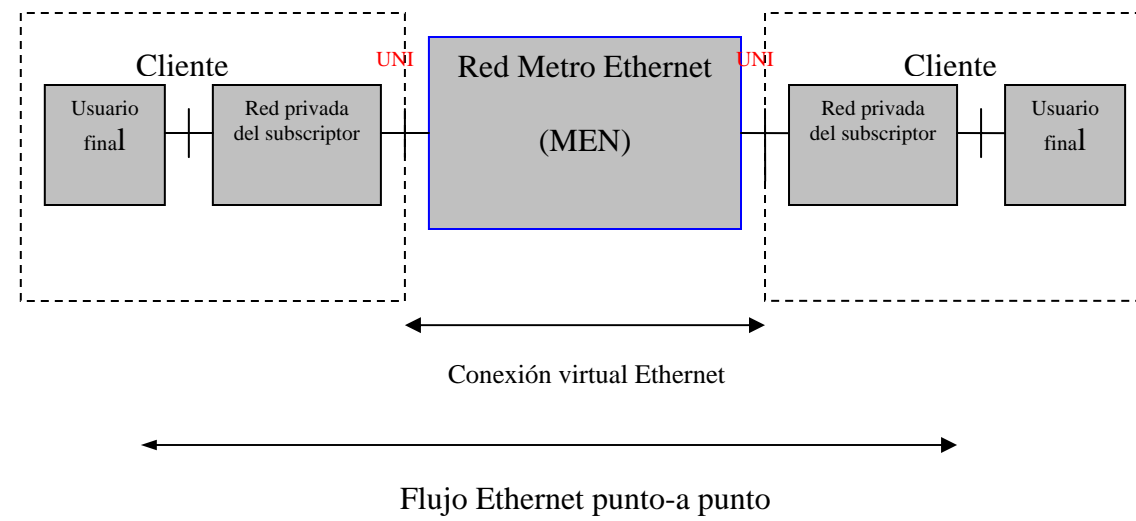 Cliente
Usuario
final
Red privada
del subscriptor
UNI
Red Metro Ethernet
(MEN)
UNI
Cliente
Red privada
del subscriptor
Usuario
final
Conexión virtual Ethernet
Flujo Ethernet punto-a punto